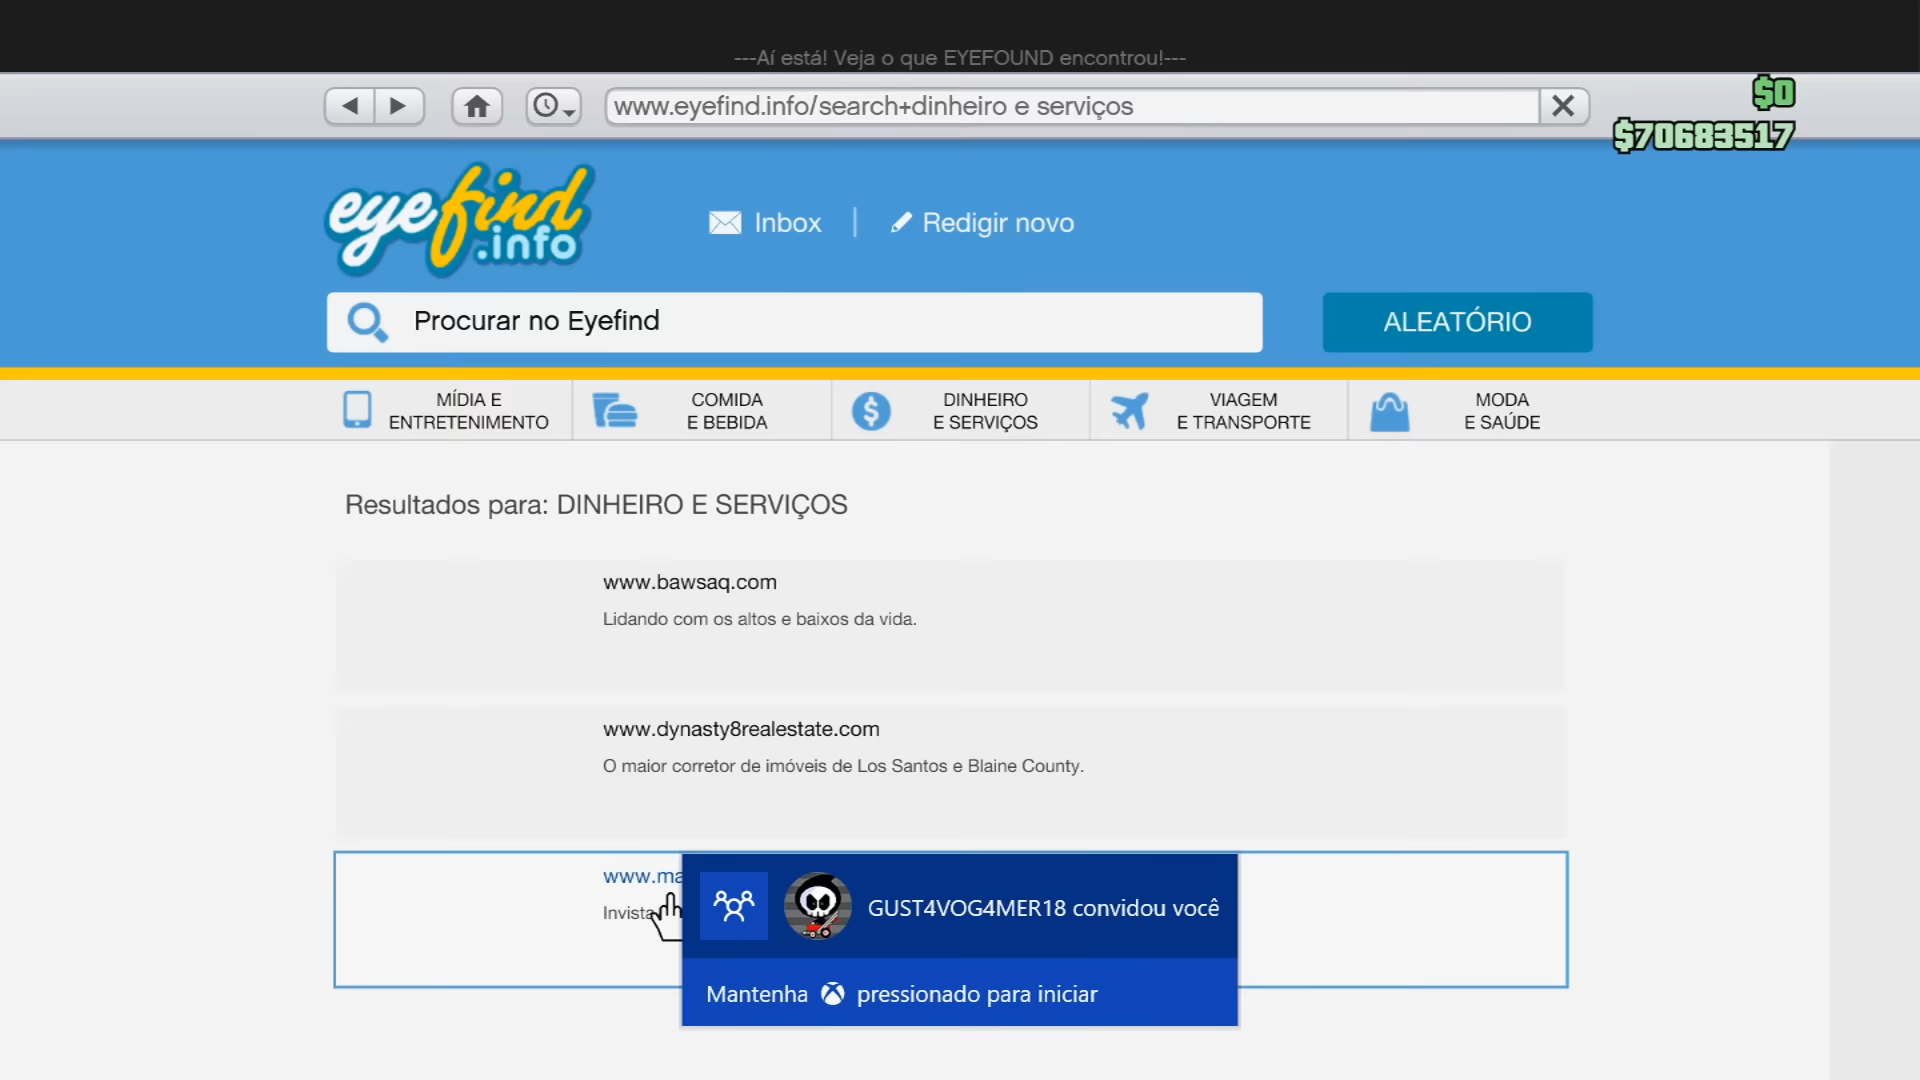 ---Aí está! Veja o que EYEFOUND encontrou!---
www.eyefind.info/search+dinheiro e serviços
$0
$70683517
eyefind.info
Inbox
Redigir novo
Procurar no Eyefind
ALEATÓRIO
MÍDIA E
ENTRETENIMENTO
COMIDA
E BEBIDA
DINHEIRO
E SERVIÇOS
VIAGEM
E TRANSPORTE
MODA
E SAÚDE
Resultados para: DINHEIRO E SERVIÇOS
www.bawsaq.com
Lidando com os altos e baixos da vida.
www.dynasty8realestate.com
O maior corretor de imóveis de Los Santos e Blaine County.
www.ma
Invista
GUST4VOG4MER18 convidou você
Mantenha pressionado para iniciar